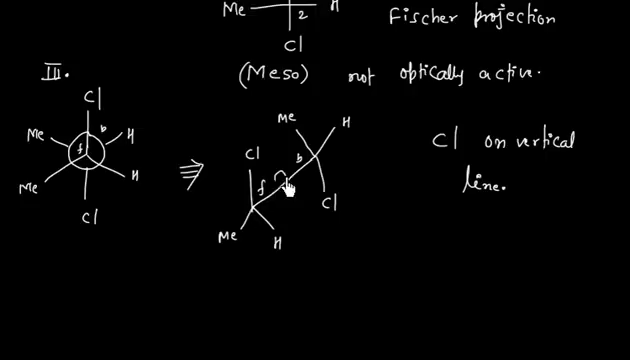 Me H
2
Cl
Fischer projection
(Meso) not optically active.
III.
Cl
b
Me H
f
Me H
Cl
Me H
Cl b
f
Cl
Me H
Cl on vertical
line.